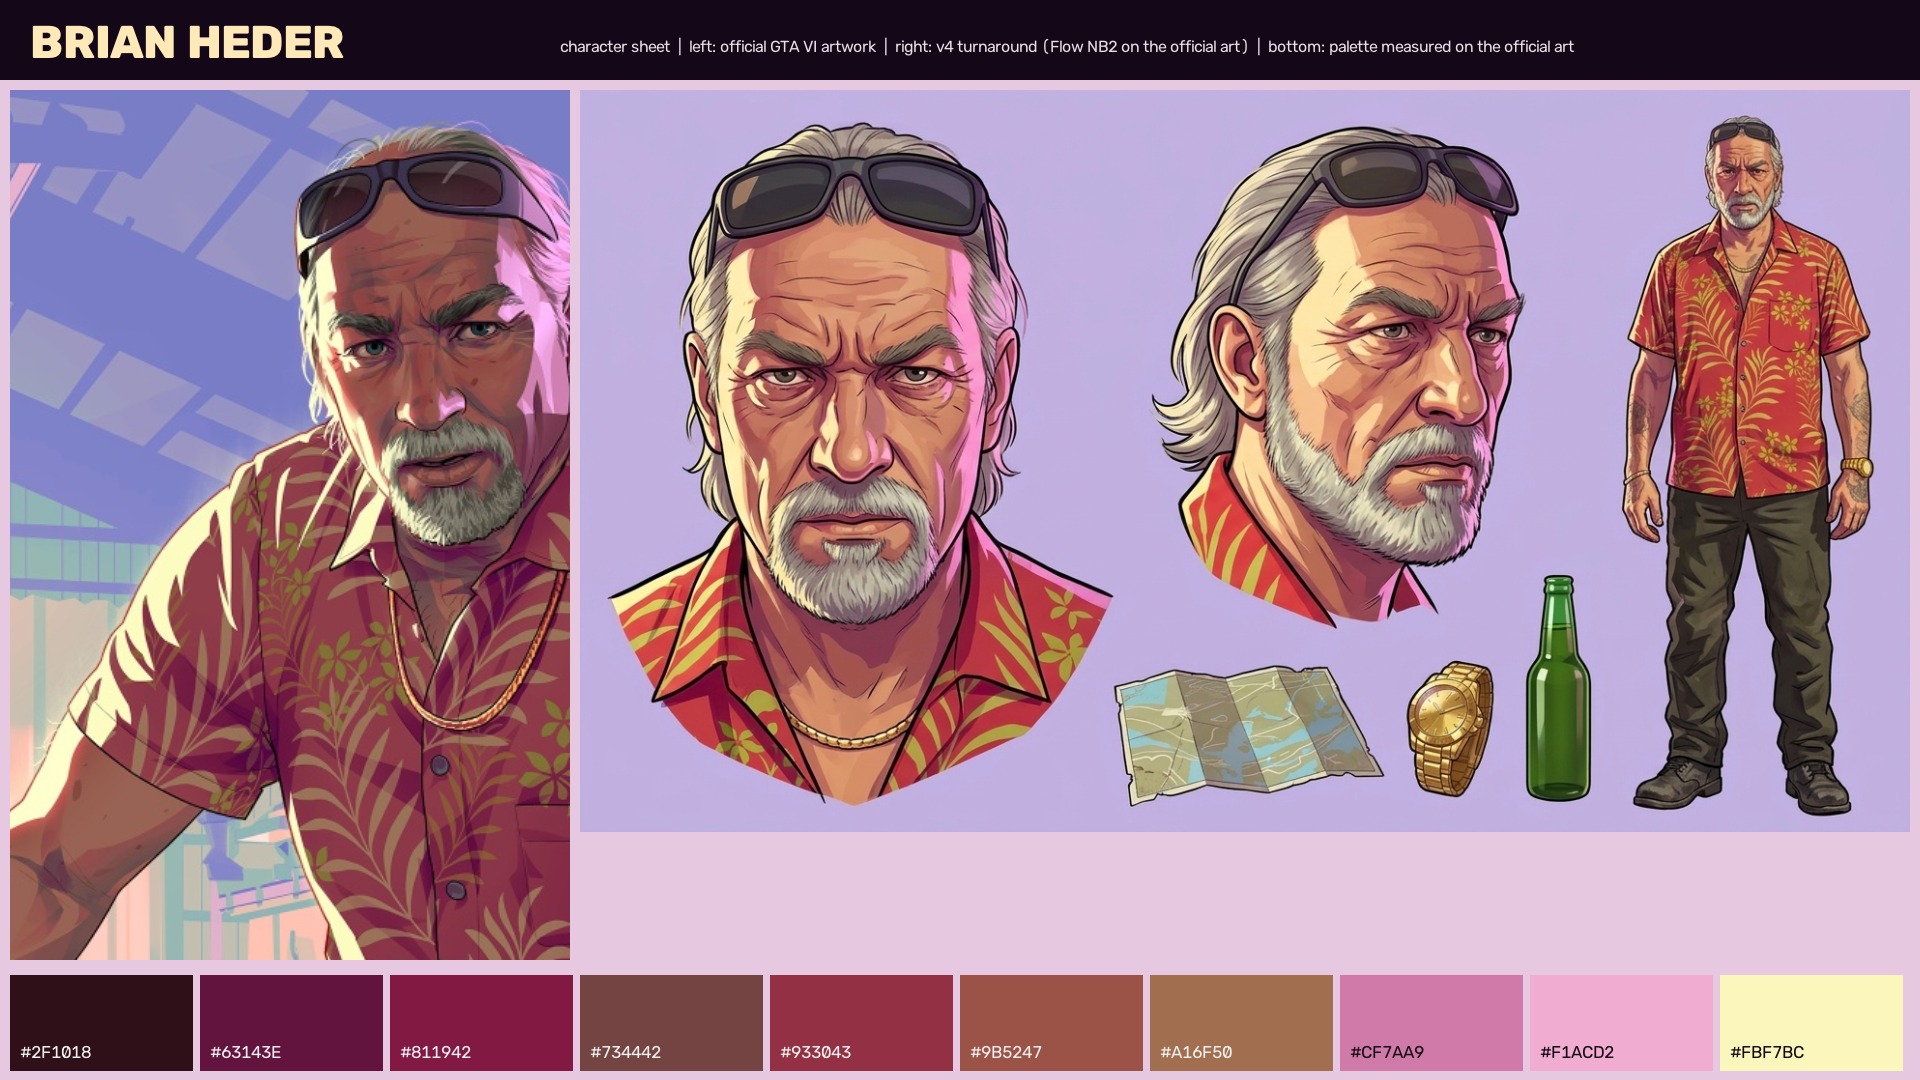 BRIAN HEDER
character sheet | left: official GTA VI artwork | right: v4 turnaround (Flow NB2 on the official art) | bottom: palette measured on the official art
#2F1018
#63143E
#811942
#734442
#933043
#9B5247
#A16F50
#CF7AA9
#F1ACD2
#FBF7BC